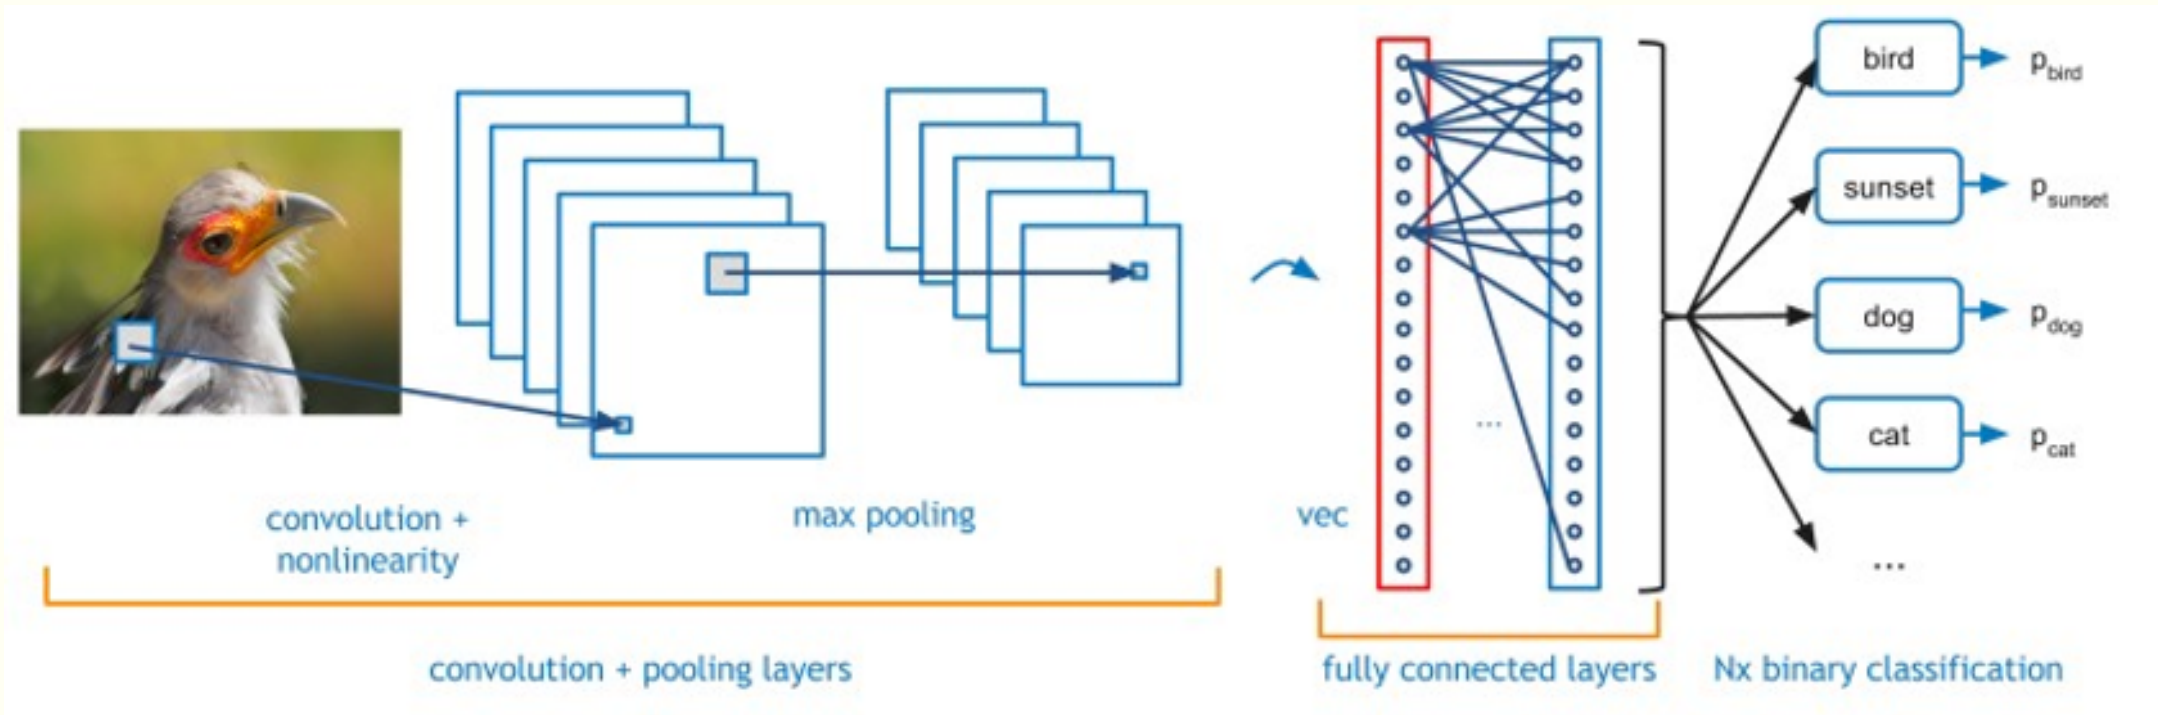 bird
p_bird
sunset
p_sunset
dog
p_dog
cat
p_cat
...
...
convolution +
nonlinearity
max pooling
vec
convolution + pooling layers
fully connected layers
Nx binary classification